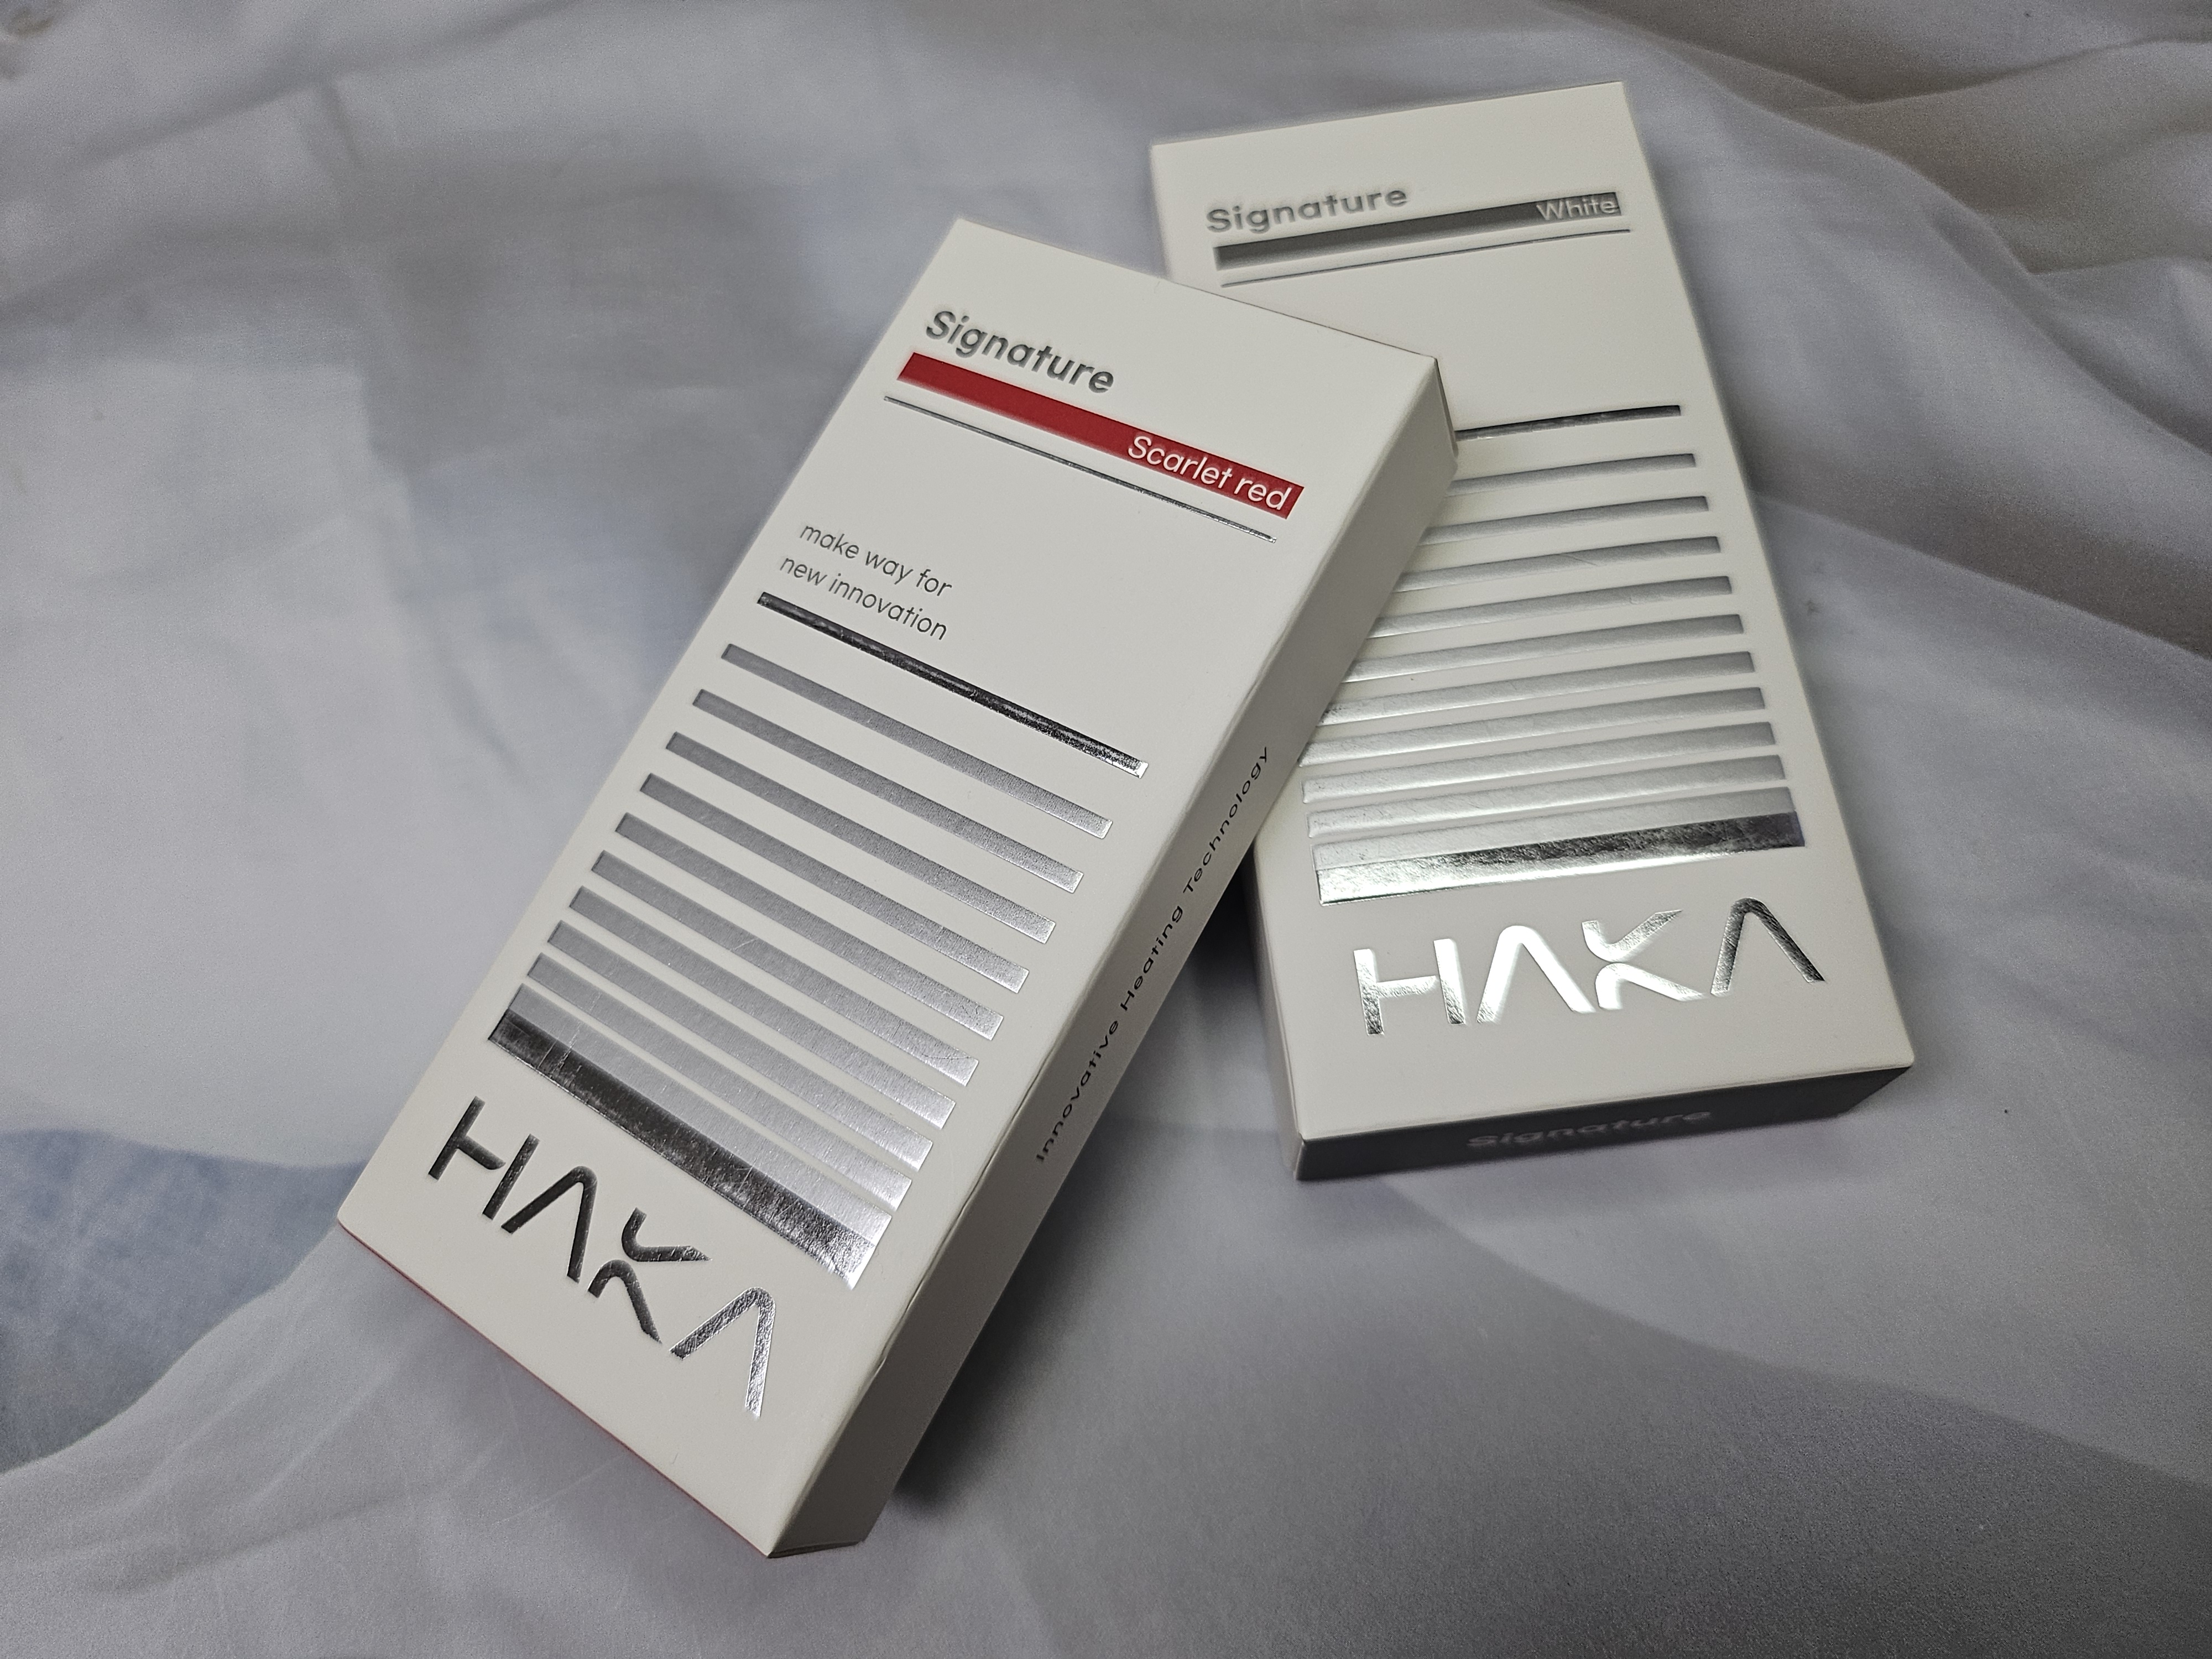 Signature
Scarlet red
make way for
new innovation
HAKA
Innovative Heating Technology
Signature
White
HAKA
Signature